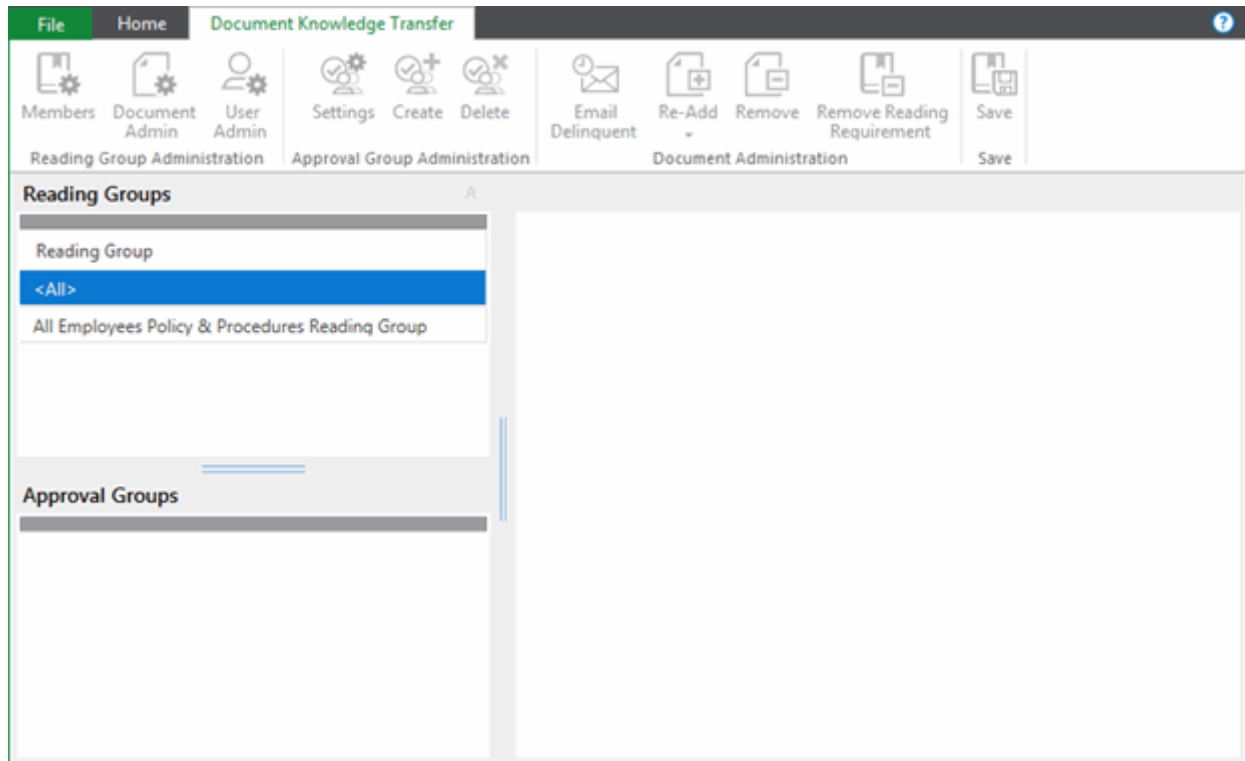 File Home Document Knowledge Transfer ?
Members Document Admin User Admin Settings Create Delete Email Delinquent Re-Add Remove Remove Reading Requirement Save
Reading Group Administration Approval Group Administration Document Administration Save
Reading Groups
Reading Group
<All>
All Employees Policy & Procedures Reading Group
Approval Groups